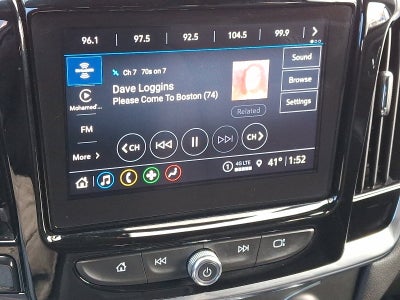 96.1 97.5 92.5 104.5 99.9
Ch 7 70s on 7
Sound
Dave Loggins
Please Come To Boston (74)
Browse
Mohamed'...
Related
Settings
FM
CH CH
More
1 4G LTE 41° 1:52